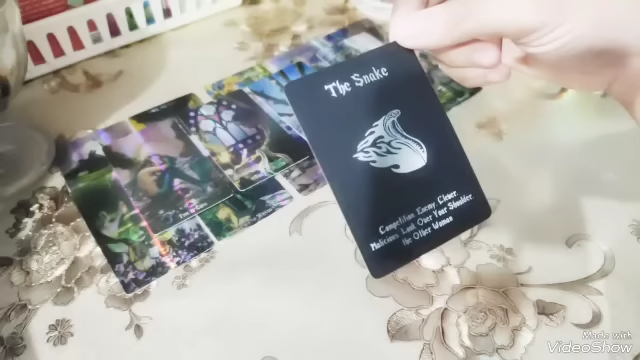 The Snake
Competition. Enemy. Clever.
Malicious. Look Over Your Shoulder.
the Other Woman
Made with
VideoShow